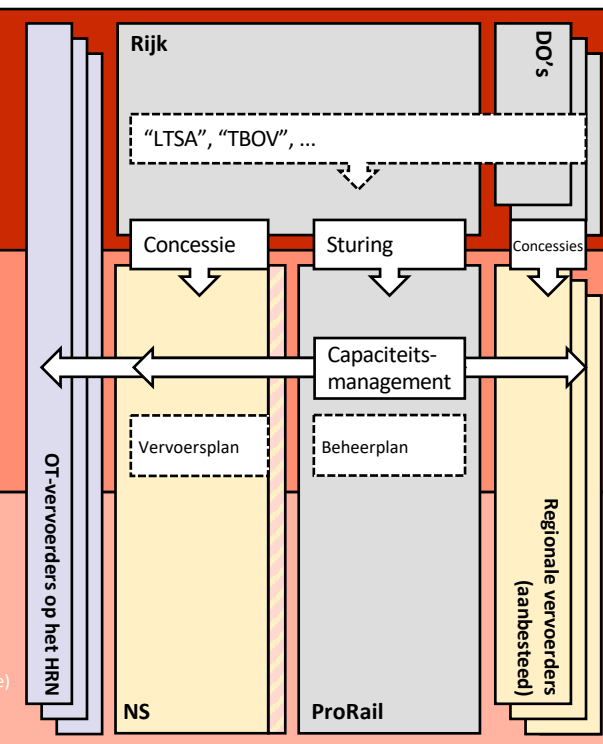 Rijk
DO's
“LTSA”, “TBOV”, ...
Concessie
Sturing
Concessies
Capaciteits-
management
Vervoersplan
Beheerplan
OT-vervoerders op het HRN
Regionale vervoerders
(aanbesteed)
e)
NS
ProRail